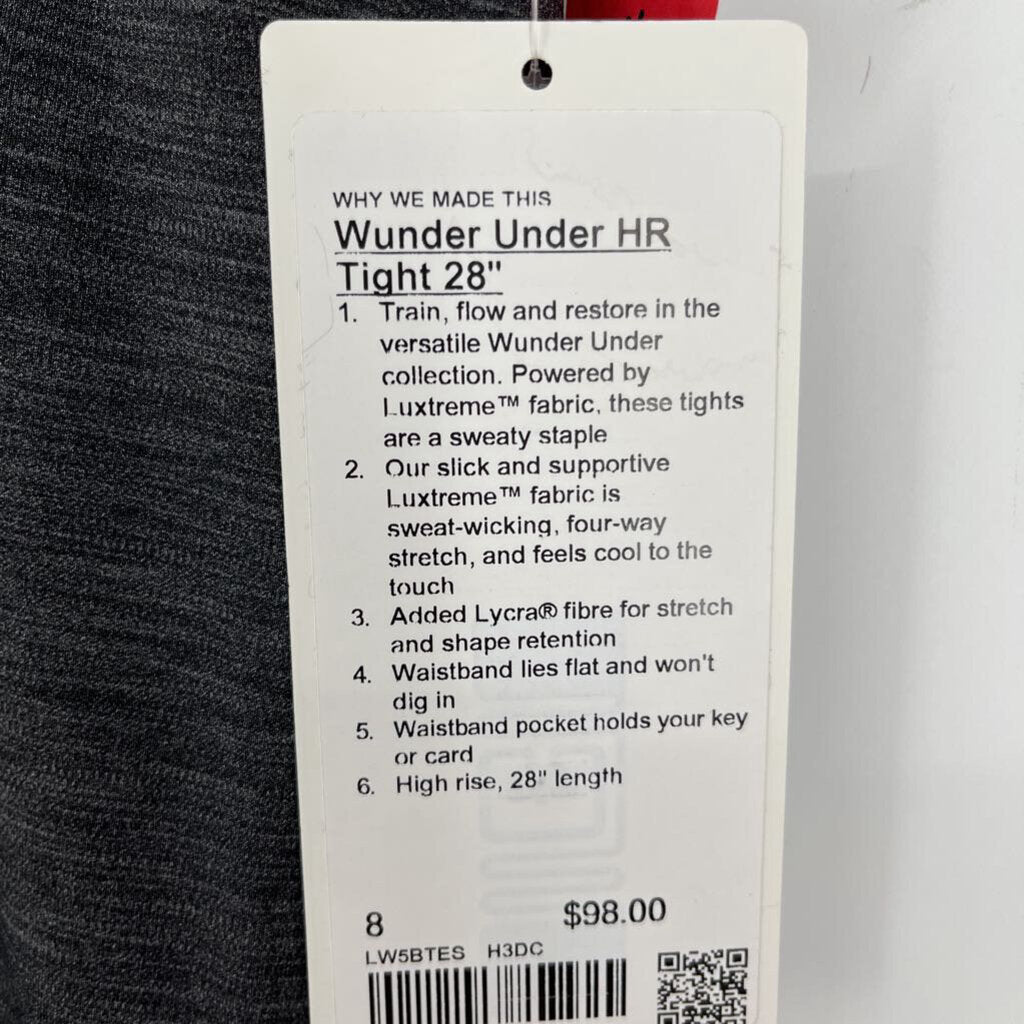 WHY WE MADE THIS
Wunder Under HR
Tight 28"
1. Train, flow and restore in the
versatile Wunder Under
collection. Powered by
Luxtreme™ fabric, these tights
are a sweaty staple
2. Our slick and supportive
Luxtreme™ fabric is
sweat-wicking, four-way
stretch, and feels cool to the
touch
3. Added Lycra® fibre for stretch
and shape retention
4. Waistband lies flat and won't
dig in
5. Waistband pocket holds your key
or card
6. High rise, 28" length
8 $98.00
LW5BTES H3DC